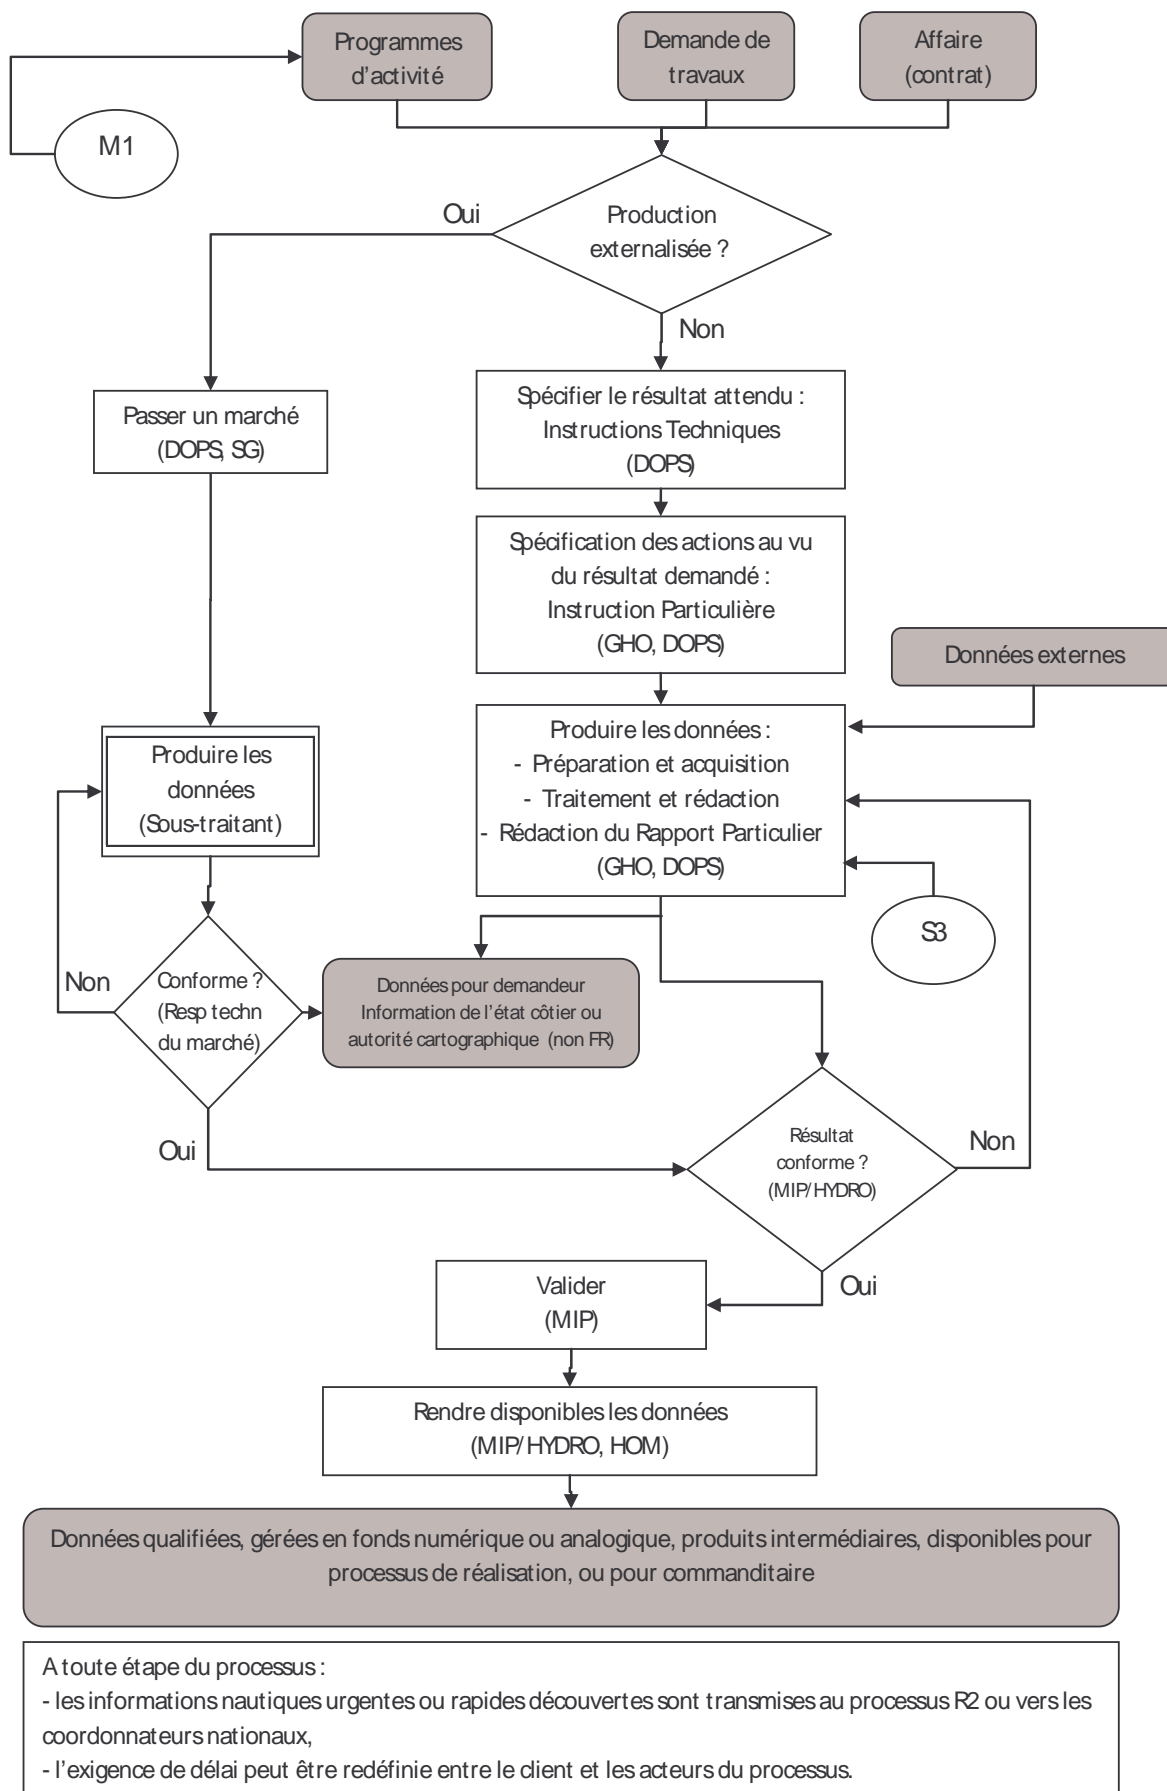 Programmes
d'activité
Demande de
travaux
Affaire
(contrat)
M1
Oui
Production
externalisée ?
Non
Passer un marché
(DOPS, SG)
Spécifier le résultat attendu :
Instructions Techniques
(DOPS)
Spécification des actions au vu
du résultat demandé :
Instruction Particulière
(GHO, DOPS)
Données externes
Produire les
données
(Sous-traitant)
Produire les données :
- Préparation et acquisition
- Traitement et rédaction
- Rédaction du Rapport Particulier
(GHO, DOPS)
S3
Non
Conforme ?
(Resp techn
du marché)
Données pour demandeur
Information de l'état côtier ou
autorité cartographique (non FR)
Oui
Résultat
conforme ?
(MIP/HYDRO)
Non
Oui
Valider
(MIP)
Rendre disponibles les données
(MIP/HYDRO, HOM)
Données qualifiées, gérées en fonds numérique ou analogique, produits intermédiaires, disponibles pour
processus de réalisation, ou pour commanditaire
A toute étape du processus :
- les informations nautiques urgentes ou rapides découvertes sont transmises au processus R2 ou vers les
coordonnateurs nationaux,
- l'exigence de délai peut être redéfinie entre le client et les acteurs du processus.